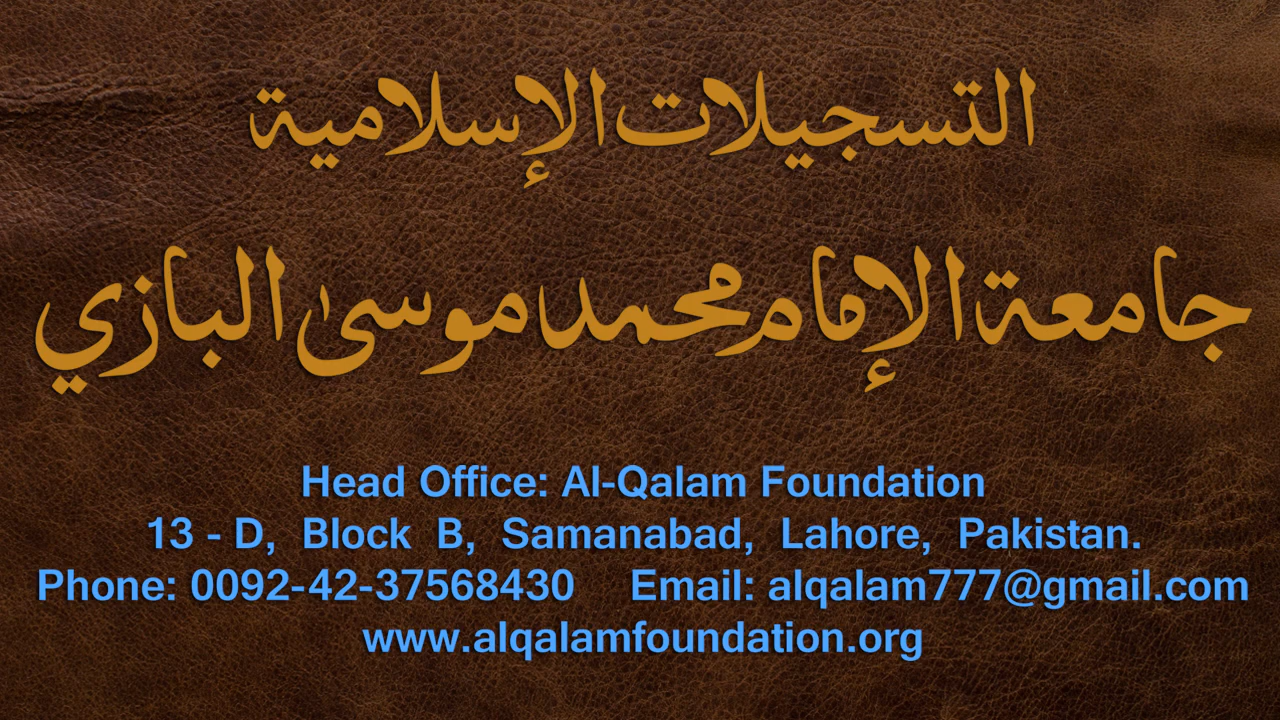 التسجيلات الإسلامية
جامعة الإمام محمد موسىٰ البازي
Head Office: Al-Qalam Foundation
13 - D, Block B, Samanabad, Lahore, Pakistan.
Phone: 0092-42-37568430 Email: alqalam777@gmail.com
www.alqalamfoundation.org